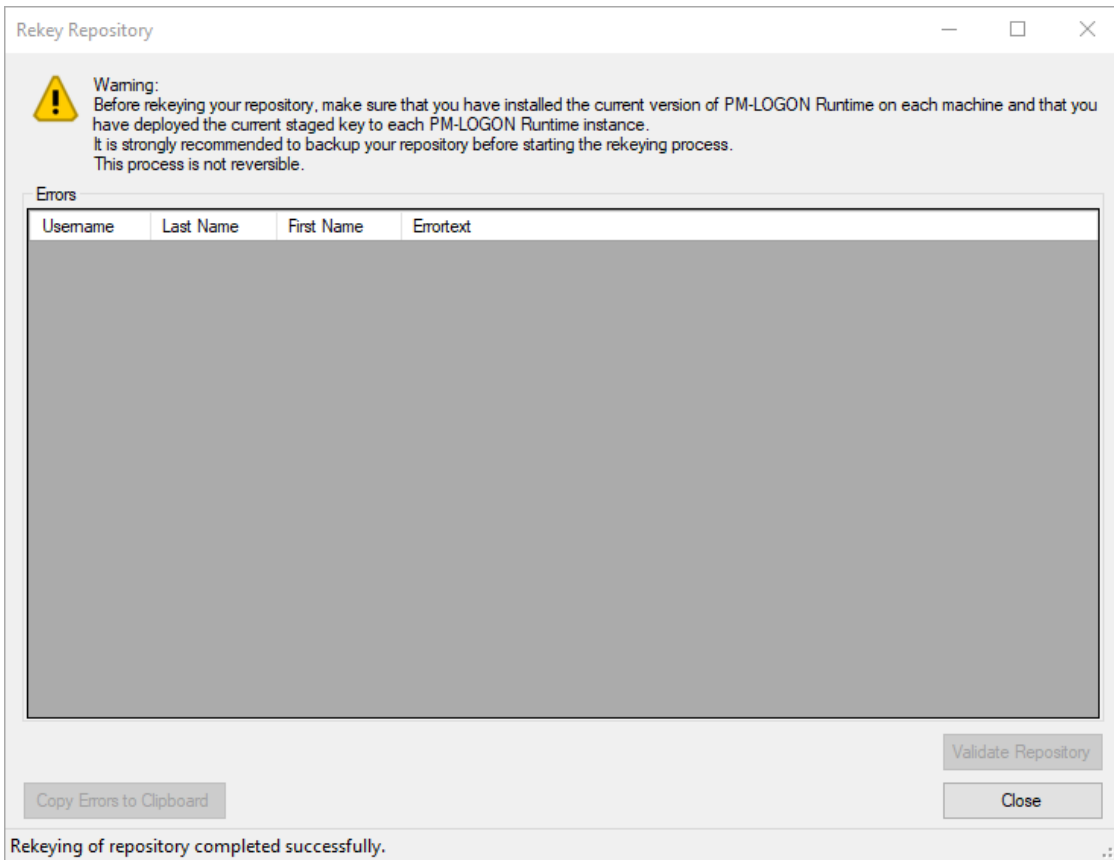 Rekey Repository
Warning:
Before rekeying your repository, make sure that you have installed the current version of PM-LOGON Runtime on each machine and that you
have deployed the current staged key to each PM-LOGON Runtime instance.
It is strongly recommended to backup your repository before starting the rekeying process.
This process is not reversible.
Errors
Username Last Name First Name Errortext
Validate Repository
Copy Errors to Clipboard Close
Rekeying of repository completed successfully.